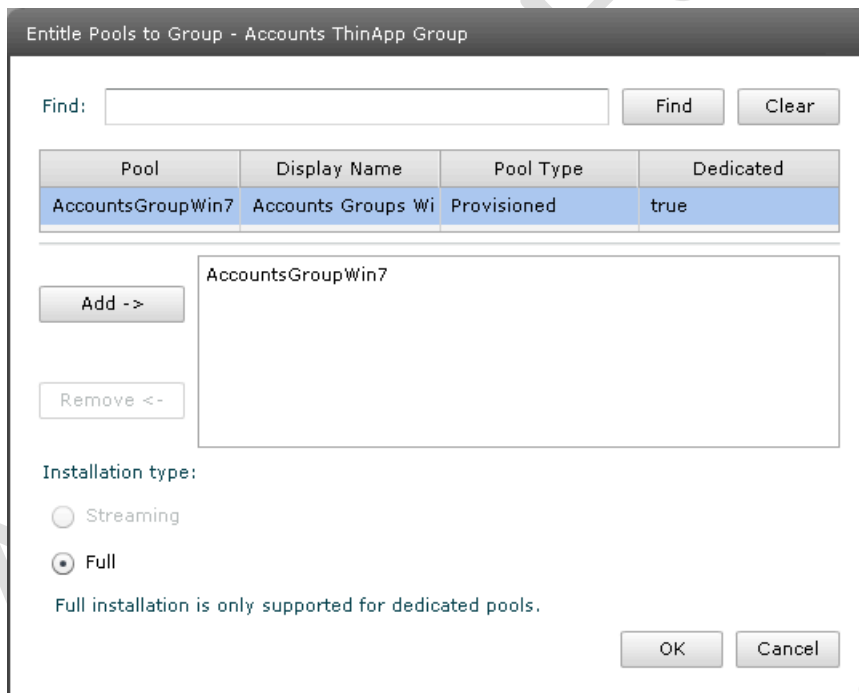 Entitle Pools to Group - Accounts ThinApp Group
Find: Find Clear
Pool Display Name Pool Type Dedicated
AccountsGroupWin7 Accounts Groups Wi Provisioned true
AccountsGroupWin7
Add ->
Remove <-
Installation type:
Streaming
Full
Full installation is only supported for dedicated pools.
OK Cancel